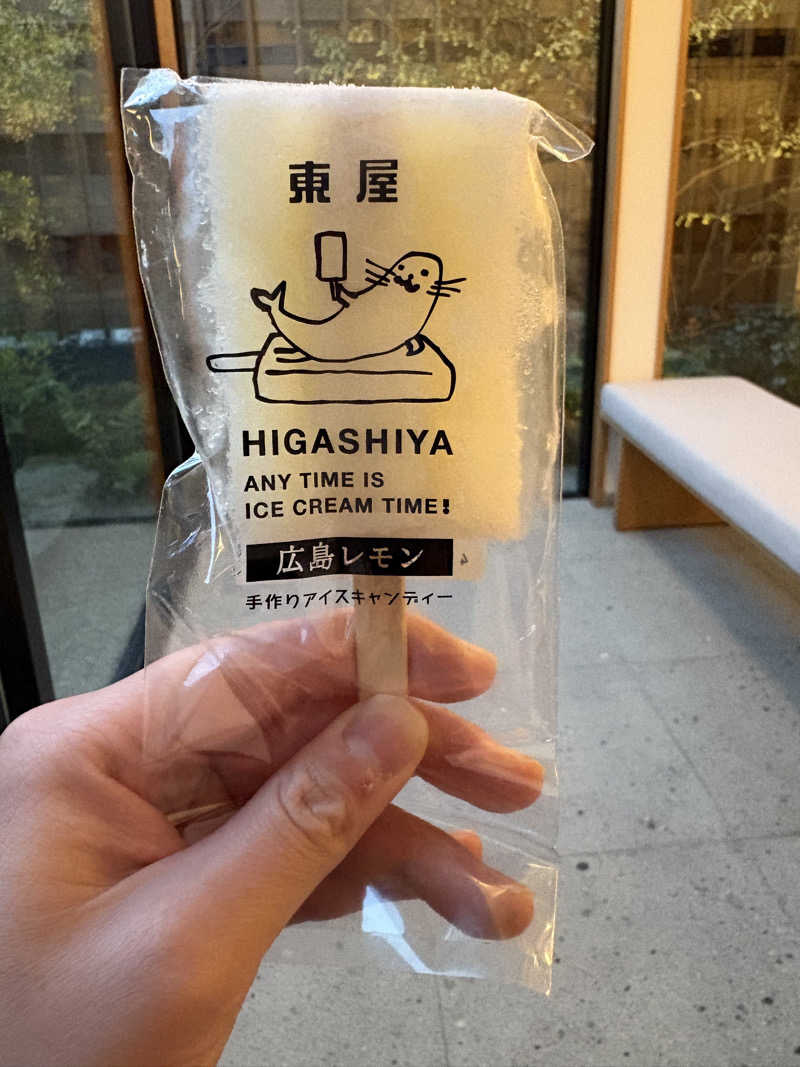 東屋
HIGASHIYA
ANY TIME IS
ICE CREAM TIME!
広島レモン
手作りアイスキャンディー